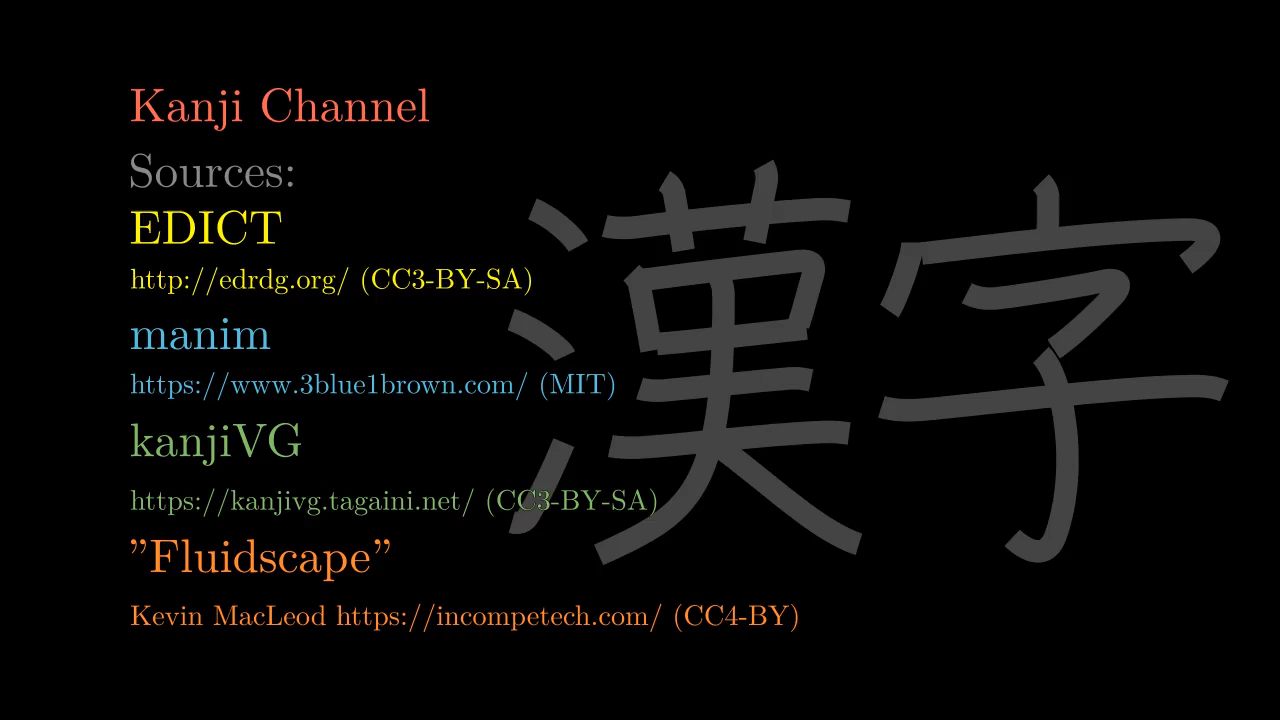 Kanji Channel
Sources:
EDICT
http://edrdg.org/ (CC3-BY-SA)
manim
https://www.3blue1brown.com/ (MIT)
kanjiVG
https://kanjivg.tagaini.net/ (CC3-BY-SA)
”Fluidscape”
Kevin MacLeod https://incompetech.com/ (CC4-BY)
漢字